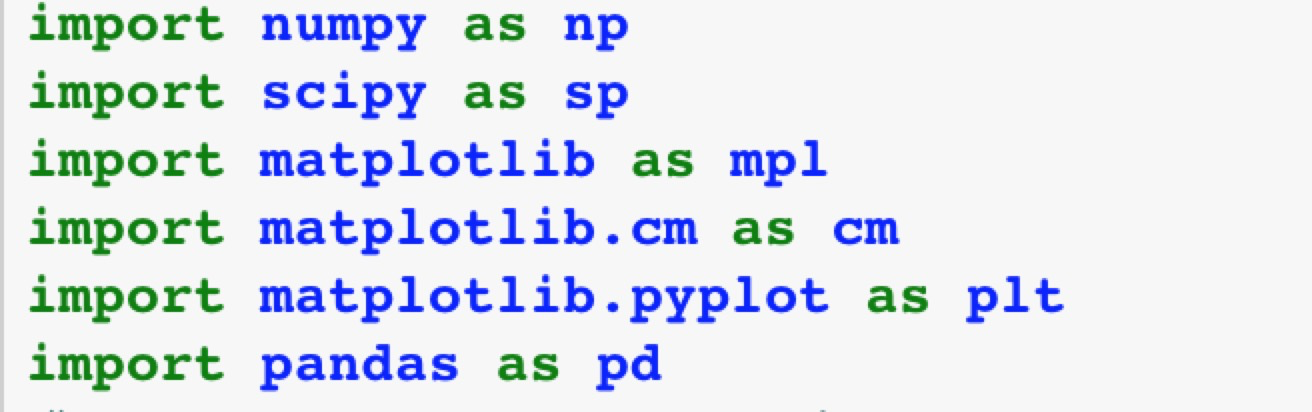 import numpy as np
import scipy as sp
import matplotlib as mpl
import matplotlib.cm as cm
import matplotlib.pyplot as plt
import pandas as pd